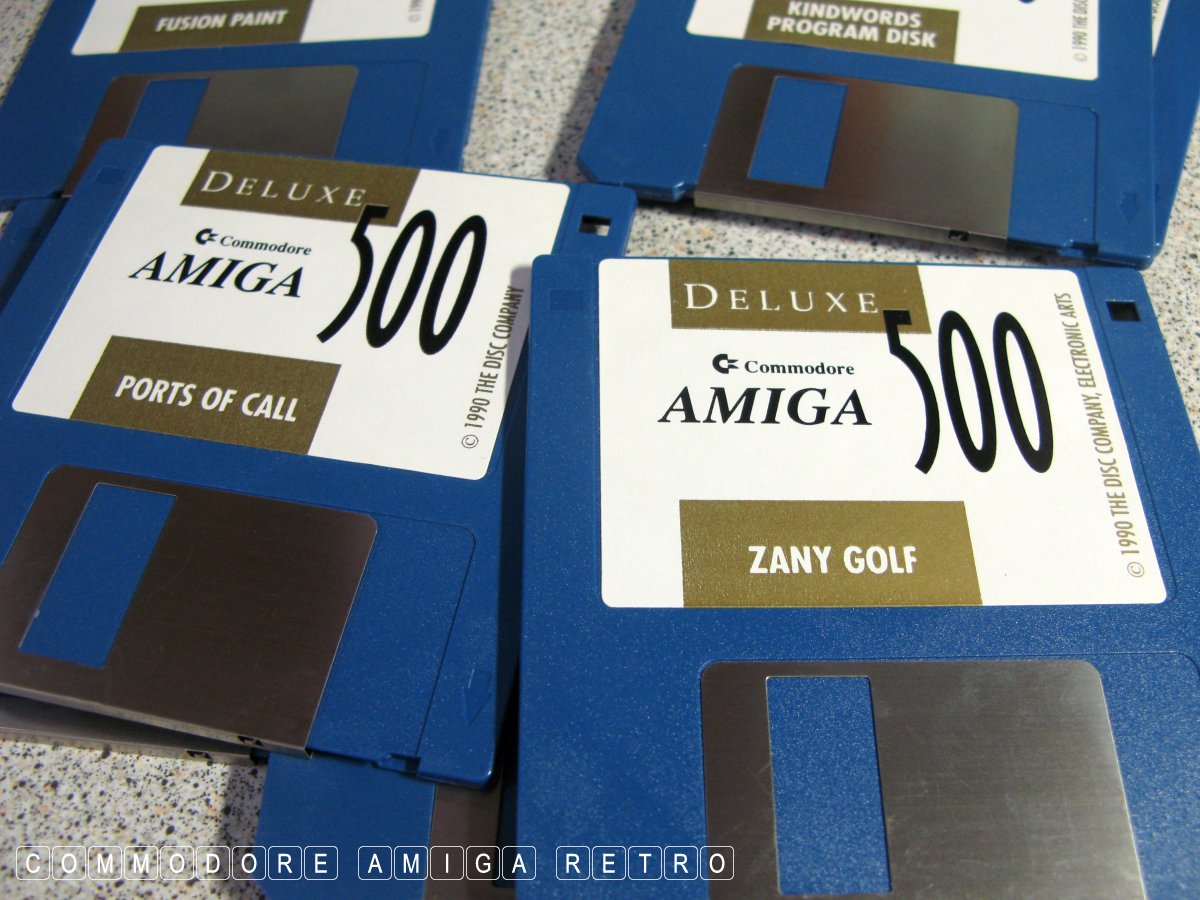 FUSION PAINT
© 1990
KINDWORDS
PROGRAM DISK
© 1990 THE DISC
DELUXE
500
Commodore
AMIGA
PORTS OF CALL
© 1990 THE DISC COMPANY
DELUXE
500
Commodore
AMIGA
ZANY GOLF
© 1990 THE DISC COMPANY, ELECTRONIC ARTS
COMMODORE AMIGA RETRO